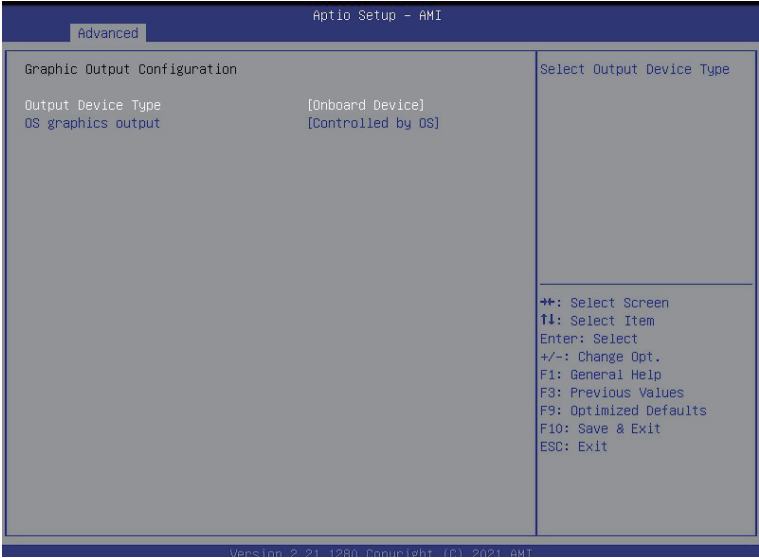 Aptio Setup – AMI
Advanced
Graphic Output Configuration
Output Device Type [Onboard Device]
OS graphics output [Controlled by OS]
Select Output Device Type
→←: Select Screen
↑↓: Select Item
Enter: Select
+/-: Change Opt.
F1: General Help
F3: Previous Values
F9: Optimized Defaults
F10: Save & Exit
ESC: Exit
Version 2.21.1280 Copyright (C) 2021 AMI